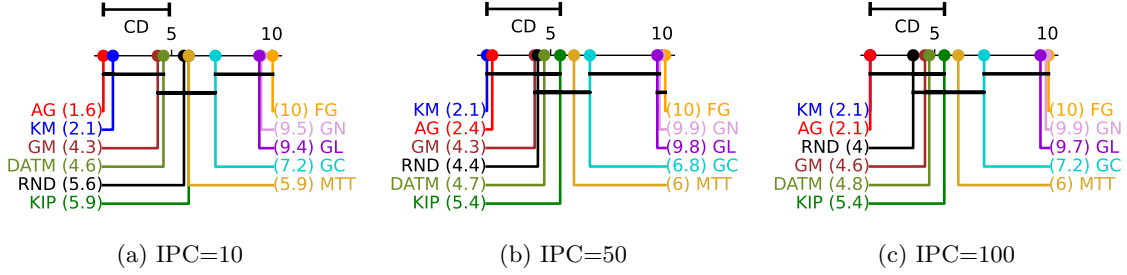 CD
5
10
AG (1.6)
KM (2.1)
GM (4.3)
DATM (4.6)
RND (5.6)
KIP (5.9)
(10) FG
(9.5) GN
(9.4) GL
(7.2) GC
(5.9) MTT
(a) IPC=10
CD
5
10
KM (2.1)
AG (2.4)
GM (4.3)
RND (4.4)
DATM (4.7)
KIP (5.4)
(10) FG
(9.9) GN
(9.8) GL
(6.8) GC
(6) MTT
(b) IPC=50
CD
5
10
KM (2.1)
AG (2.1)
RND (4)
GM (4.6)
DATM (4.8)
KIP (5.4)
(10) FG
(9.9) GN
(9.7) GL
(7.2) GC
(6) MTT
(c) IPC=100